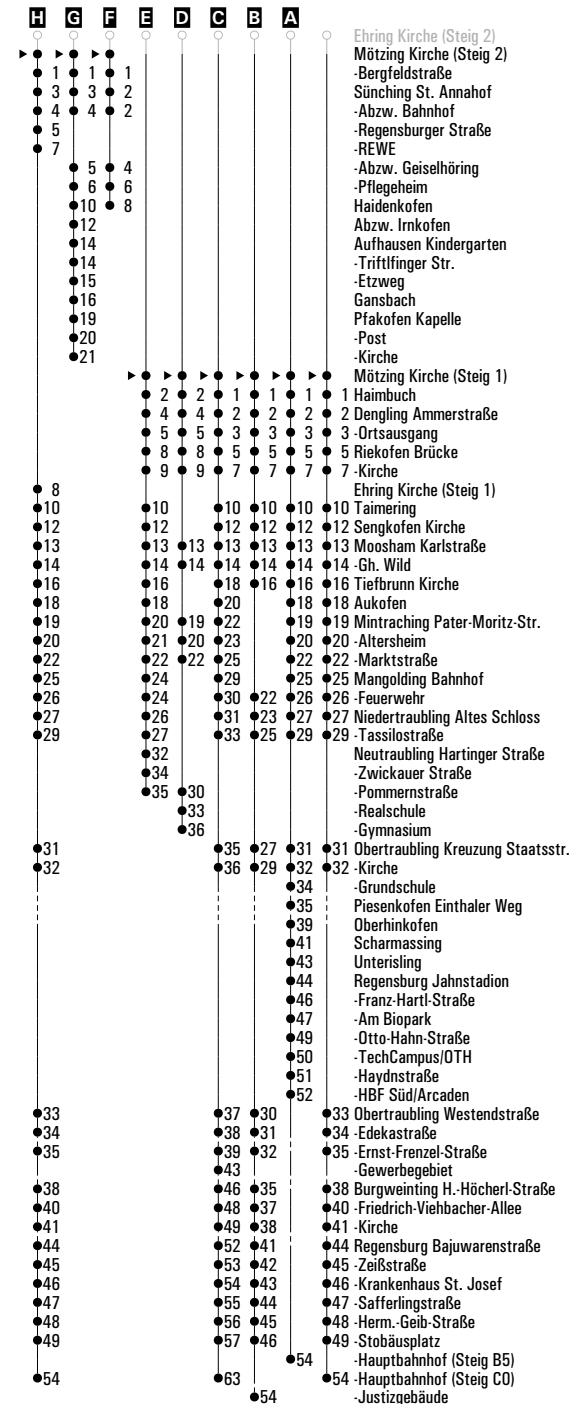 H G F E D C B A
Ehring Kirche (Steig 2)
Mötzing Kirche (Steig 2)
1 1 1 -Bergfeldstraße
3 3 2 Sünching St. Annahof
4 4 2 -Abzw. Bahnhof
5 -Regensburger Straße
7 -REWE
5 4 -Abzw. Geiselhöring
6 6 -Pflegeheim
10 8 Haidenkofen
12 Abzw. Irnkofen
14 Aufhausen Kindergarten
14 -Triftlfinger Str.
15 -Etzweg
16 Gansbach
19 Pfakofen Kapelle
20 -Post
21 -Kirche
Mötzing Kirche (Steig 1)
2 2 1 1 1 1 Haimbuch
4 4 2 2 2 2 Dengling Ammerstraße
5 5 3 3 3 3 -Ortsausgang
8 8 5 5 5 5 Riekofen Brücke
9 9 7 7 7 7 -Kirche
8 Ehring Kirche (Steig 1)
10 10 10 10 10 10 Taimering
12 12 12 12 12 12 Sengkofen Kirche
13 13 13 13 13 13 13 Moosham Karlstraße
14 14 14 14 14 14 14 -Gh. Wild
16 16 18 16 16 16 Tiefbrunn Kirche
18 18 20 18 18 Aukofen
19 20 19 22 19 19 Mintraching Pater-Moritz-Str.
20 21 20 23 20 20 -Altersheim
22 22 22 25 22 22 -Marktstraße
25 24 29 25 25 Mangolding Bahnhof
26 24 30 22 26 26 -Feuerwehr
27 26 31 23 27 27 Niedertraubling Altes Schloss
29 27 33 25 29 29 -Tassilostraße
32 Neutraubling Hartinger Straße
34 -Zwickauer Straße
35 30 -Pommernstraße
33 -Realschule
36 -Gymnasium
31 35 27 31 31 Obertraubling Kreuzung Staatsstr.
32 36 29 32 32 -Kirche
34 -Grundschule
35 Piesenkofen Einthaler Weg
39 Oberhinkofen
41 Scharmassing
43 Unterisling
44 Regensburg Jahnstadion
46 -Franz-Hartl-Straße
47 -Am Biopark
49 -Otto-Hahn-Straße
50 -TechCampus/OTH
51 -Haydnstraße
52 -HBF Süd/Arcaden
33 37 30 33 Obertraubling Westendstraße
34 38 31 34 -Edekastraße
35 39 32 35 -Ernst-Frenzel-Straße
43 -Gewerbegebiet
38 46 35 38 Burgweinting H.-Höcherl-Straße
40 48 37 40 -Friedrich-Viehbacher-Allee
41 49 38 41 -Kirche
44 52 41 44 Regensburg Bajuwarenstraße
45 53 42 45 -Zeißstraße
46 54 43 46 -Krankenhaus St. Josef
47 55 44 47 -Safferlingstraße
48 56 45 48 -Herm.-Geib-Straße
49 57 46 49 -Stobäusplatz
54 -Hauptbahnhof (Steig B5)
54 63 54 -Hauptbahnhof (Steig C0)
54 -Justizgebäude